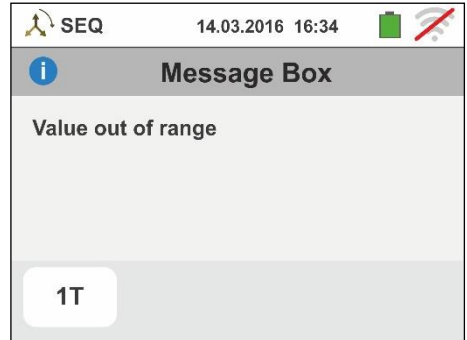 SEQ 14.03.2016 16:34
Message Box
Value out of range
1T